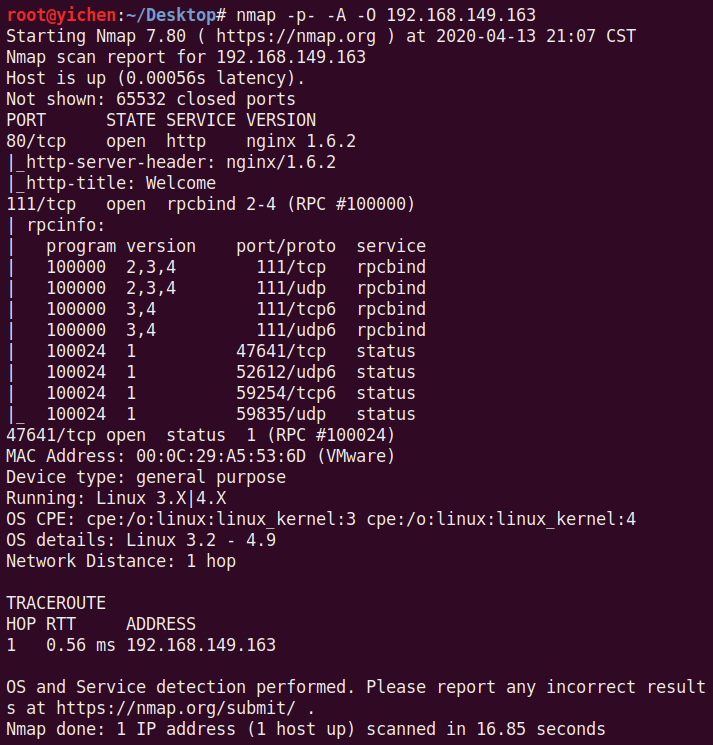 root@yichen:~/Desktop# nmap -p- -A -O 192.168.149.163
Starting Nmap 7.80 ( https://nmap.org ) at 2020-04-13 21:07 CST
Nmap scan report for 192.168.149.163
Host is up (0.00056s latency).
Not shown: 65532 closed ports
PORT      STATE SERVICE VERSION
80/tcp    open  http    nginx 1.6.2
|_http-server-header: nginx/1.6.2
|_http-title: Welcome
111/tcp   open  rpcbind 2-4 (RPC #100000)
| rpcinfo:
|   program version    port/proto  service
|   100000  2,3,4        111/tcp   rpcbind
|   100000  2,3,4        111/udp   rpcbind
|   100000  3,4          111/tcp6  rpcbind
|   100000  3,4          111/udp6  rpcbind
|   100024  1          47641/tcp   status
|   100024  1          52612/udp6  status
|   100024  1          59254/tcp6  status
|_  100024  1          59835/udp   status
47641/tcp open  status  1 (RPC #100024)
MAC Address: 00:0C:29:A5:53:6D (VMware)
Device type: general purpose
Running: Linux 3.X|4.X
OS CPE: cpe:/o:linux:linux_kernel:3 cpe:/o:linux:linux_kernel:4
OS details: Linux 3.2 - 4.9
Network Distance: 1 hop

TRACEROUTE
HOP RTT     ADDRESS
1   0.56 ms 192.168.149.163

OS and Service detection performed. Please report any incorrect result
s at https://nmap.org/submit/ .
Nmap done: 1 IP address (1 host up) scanned in 16.85 seconds